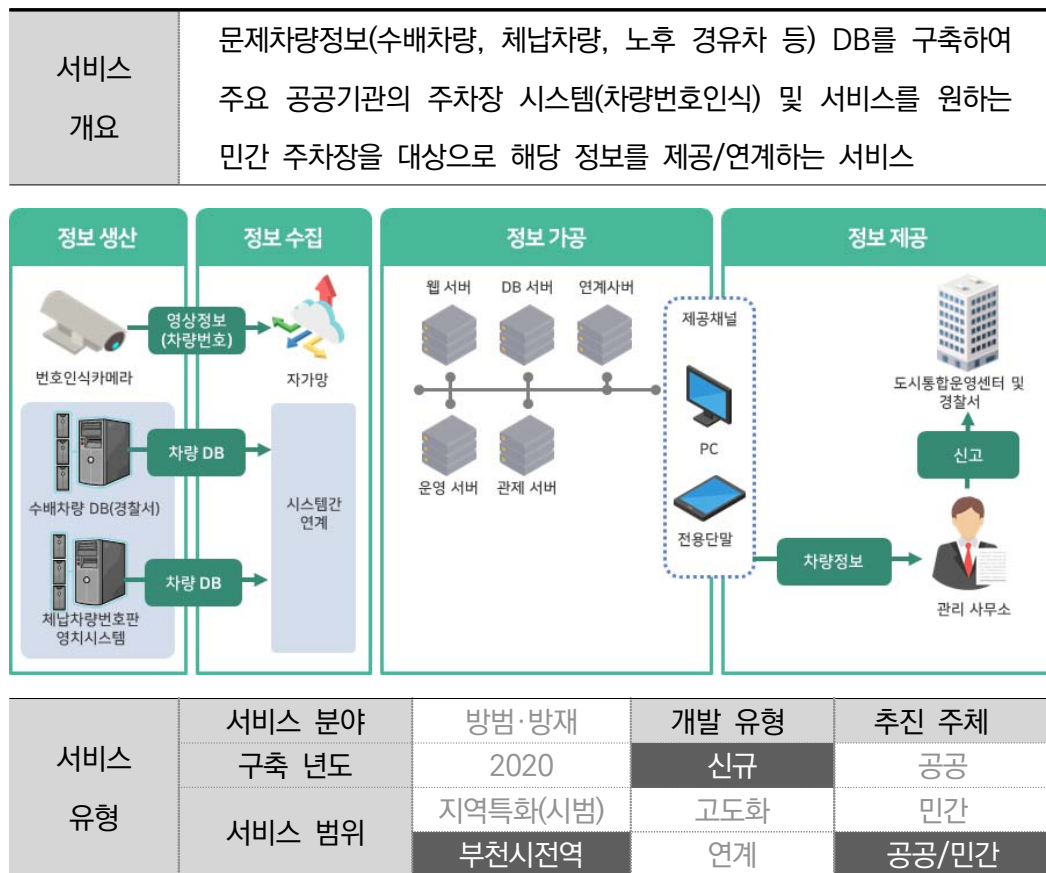 서비스
개요
문제차량정보(수배차량, 체납차량, 노후 경유차 등) DB를 구축하여
주요 공공기관의 주차장 시스템(차량번호인식) 및 서비스를 원하는
민간 주차장을 대상으로 해당 정보를 제공/연계하는 서비스
정보 생산
정보 수집
정보 가공
정보 제공
영상정보
(차량번호)
번호인식카메라
자가망
차량 DB
수배차량 DB(경찰서)
시스템간
연계
차량 DB
체납차량번호판
영치시스템
웹 서버
DB 서버
연계사버
운영 서버
관제 서버
제공채널
PC
전용단말
도시통합운영센터 및
경찰서
신고
차량정보
관리 사무소
서비스
유형
서비스 분야
방범·방재
개발 유형
추진 주체
구축 년도
2020
신규
공공
서비스 범위
지역특화(시범)
고도화
민간
부천시전역
연계
공공/민간